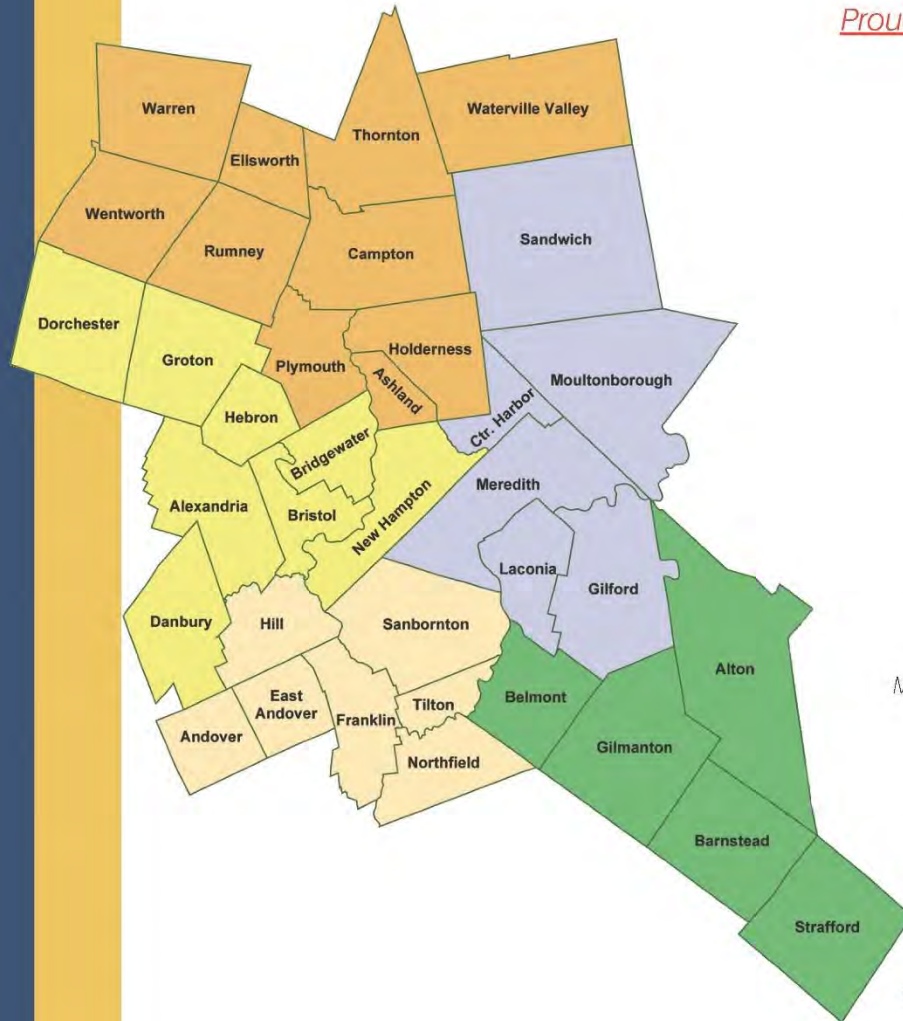 Prou
Warren
Ellsworth
Thornton
Waterville Valley
Wentworth
Rumney
Campton
Sandwich
Dorchester
Groton
Plymouth
Holderness
Ashland
Moultonborough
Hebron
Bridgewater
Ctr. Harbor
Alexandria
Bristol
New Hampton
Meredith
Laconia
Gilford
Danbury
Hill
Sanbornton
Alton
Andover
East
Andover
Franklin
Tilton
Belmont
Gilmanton
Northfield
Barnstead
Strafford
M